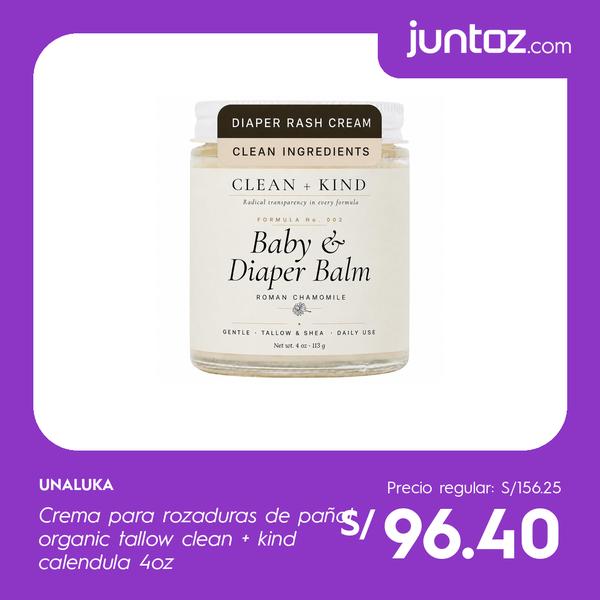 juntoz.com
DIAPER RASH CREAM
CLEAN INGREDIENTS
CLEAN + KIND
Radical transparency in every formula
FORMULA No. 002
Baby &
Diaper Balm
ROMAN CHAMOMILE
GENTLE · TALLOW & SHEA · DAILY USE
Net wt. 4 oz · 113 g
UNALUKA
Precio regular: S/156.25
Crema para rozaduras de pañal
organic tallow clean + kind
calendula 4oz
S/ 96.40